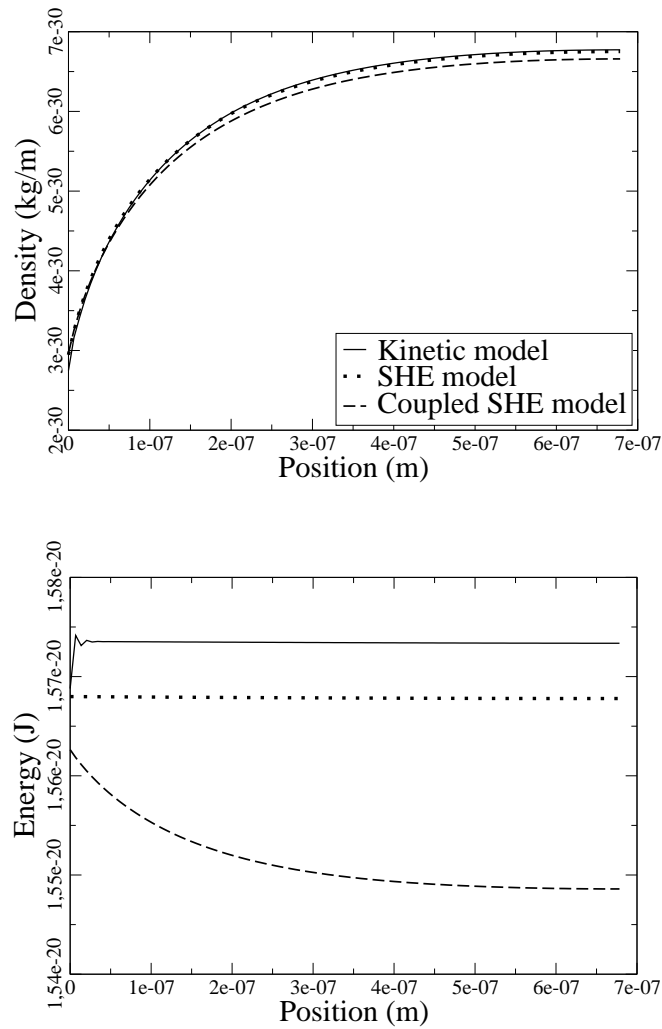 7e-30
6e-30
5e-30
4e-30
3e-30
2e-30
Density (kg/m)
Kinetic model
SHE model
Coupled SHE model
0 1e-07 2e-07 3e-07 4e-07 5e-07 6e-07 7e-07
Position (m)
1,58e-20
1,57e-20
1,56e-20
1,55e-20
1,54e-20
Energy (J)
0 1e-07 2e-07 3e-07 4e-07 5e-07 6e-07 7e-07
Position (m)